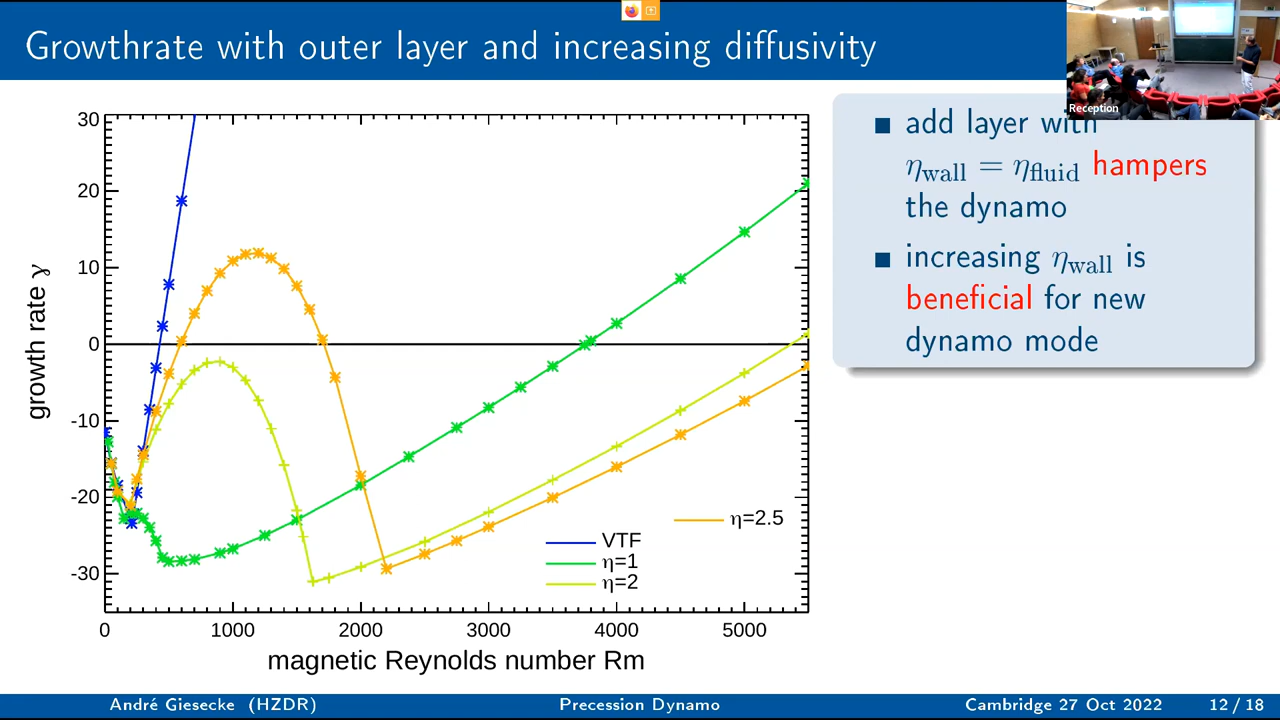 Growthrate with outer layer and increasing diffusivity
Reception
add layer with
ηwall = ηfluid hampers
the dynamo
increasing ηwall is
beneficial for new
dynamo mode
growth rate γ
30
20
10
0
-10
-20
-30
η=2.5
VTF
η=1
η=2
0 1000 2000 3000 4000 5000
magnetic Reynolds number Rm
André Giesecke (HZDR) Precession Dynamo Cambridge 27 Oct 2022 12 / 18